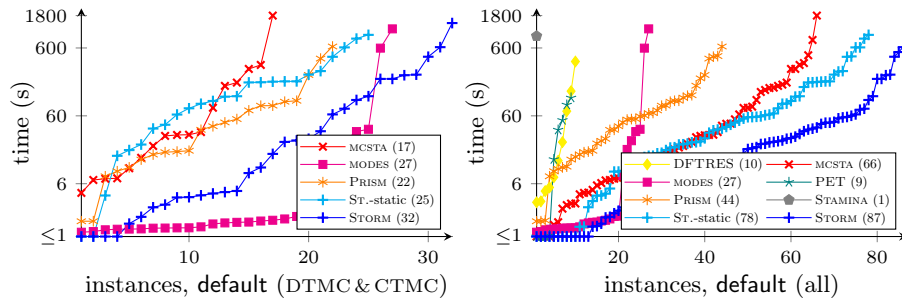 1800
600
60
6
≤1
time (s)
10
20
30
instances, default (DTMC & CTMC)
MCSTA (17)
MODES (27)
PRISM (22)
ST.-static (25)
STORM (32)
1800
600
60
6
≤1
time (s)
20
40
60
80
instances, default (all)
DFTRES (10)
MODES (27)
PRISM (44)
ST.-static (78)
MCSTA (66)
PET (9)
STAMINA (1)
STORM (87)